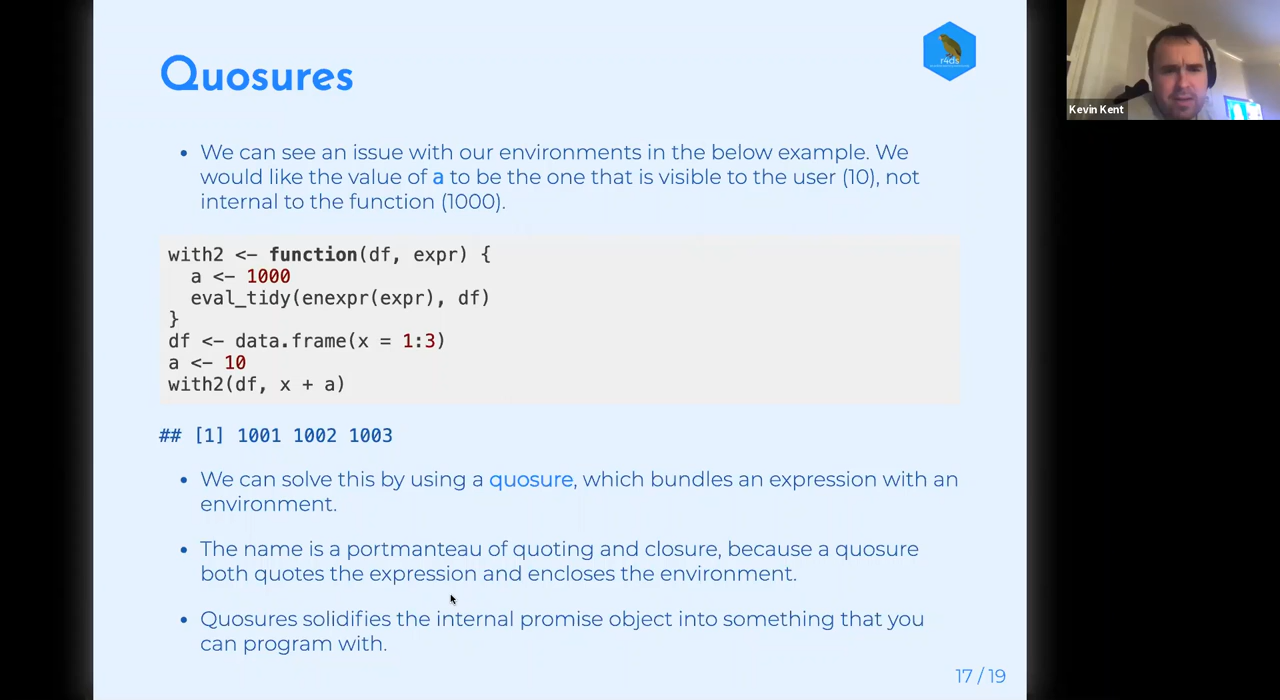 Quosures
r4ds
Kevin Kent
• We can see an issue with our environments in the below example. We
would like the value of a to be the one that is visible to the user (10), not
internal to the function (1000).
with2 <- function(df, expr) {
  a <- 1000
  eval_tidy(enexpr(expr), df)
}
df <- data.frame(x = 1:3)
a <- 10
with2(df, x + a)
## [1] 1001 1002 1003
• We can solve this by using a quosure, which bundles an expression with an
environment.
• The name is a portmanteau of quoting and closure, because a quosure
both quotes the expression and encloses the environment.
• Quosures solidifies the internal promise object into something that you
can program with.
17 / 19